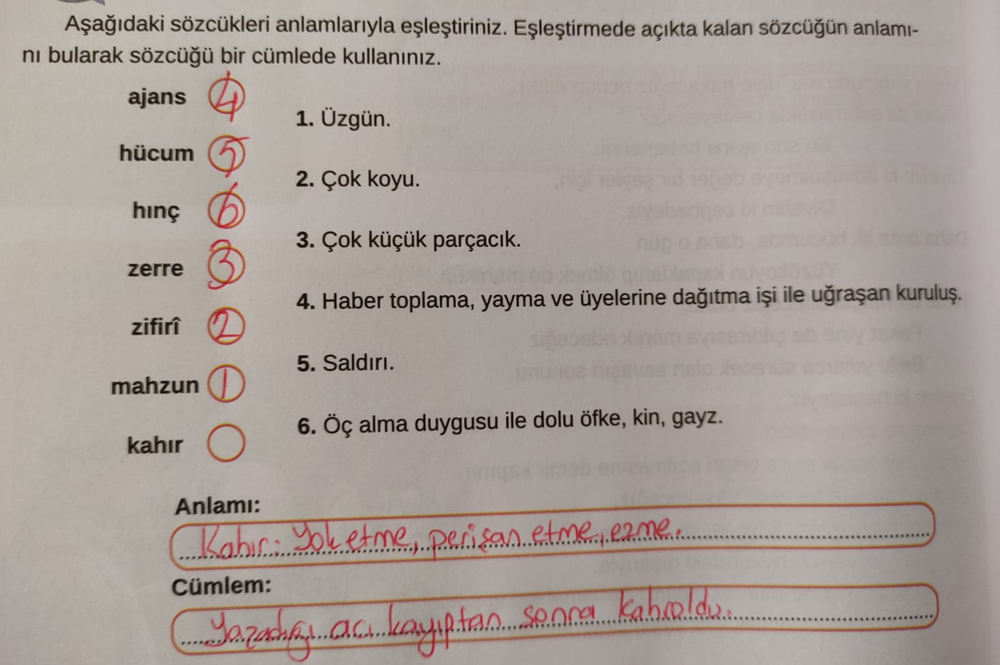 Aşağıdaki sözcükleri anlamlarıyla eşleştiriniz. Eşleştirmede açıkta kalan sözcüğün anlamı-
nı bularak sözcüğü bir cümlede kullanınız.
ajans 4
1. Üzgün.
hücum 5
2. Çok koyu.
hınç 6
3. Çok küçük parçacık.
zerre 3
4. Haber toplama, yayma ve üyelerine dağıtma işi ile uğraşan kuruluş.
zifirî 2
5. Saldırı.
mahzun 1
6. Öç alma duygusu ile dolu öfke, kin, gayz.
kahır
Anlamı:
Kahır: Yok etme, perişan etme, ezme.
Cümlem:
Yaşadığı acı kayıptan sonra kahroldu.